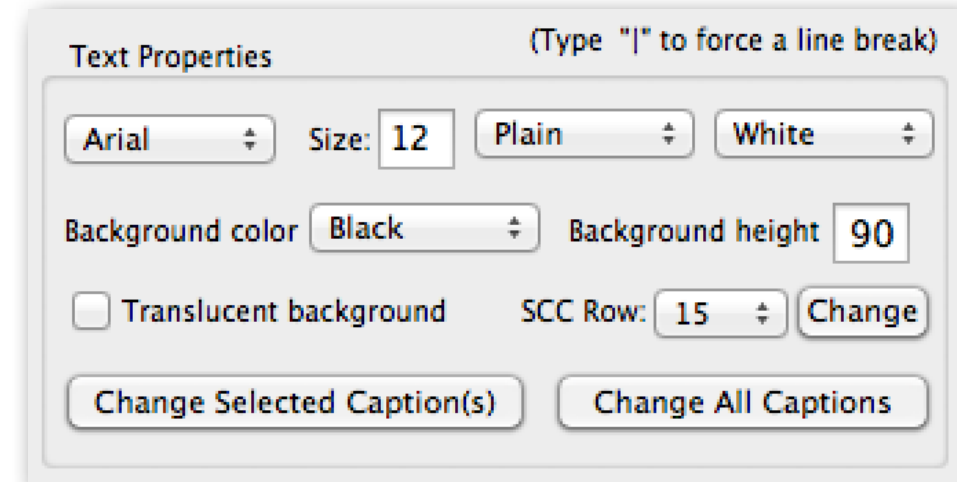 Text Properties (Type "|" to force a line break)
Arial Size: 12 Plain White
Background color Black Background height 90
Translucent background SCC Row: 15 Change
Change Selected Caption(s) Change All Captions